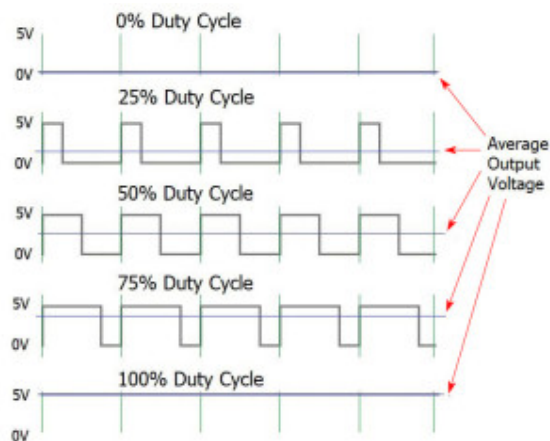 0% Duty Cycle
5V
0V
25% Duty Cycle
5V
0V
Average
Output
Voltage
50% Duty Cycle
5V
0V
75% Duty Cycle
5V
0V
100% Duty Cycle
5V
0V